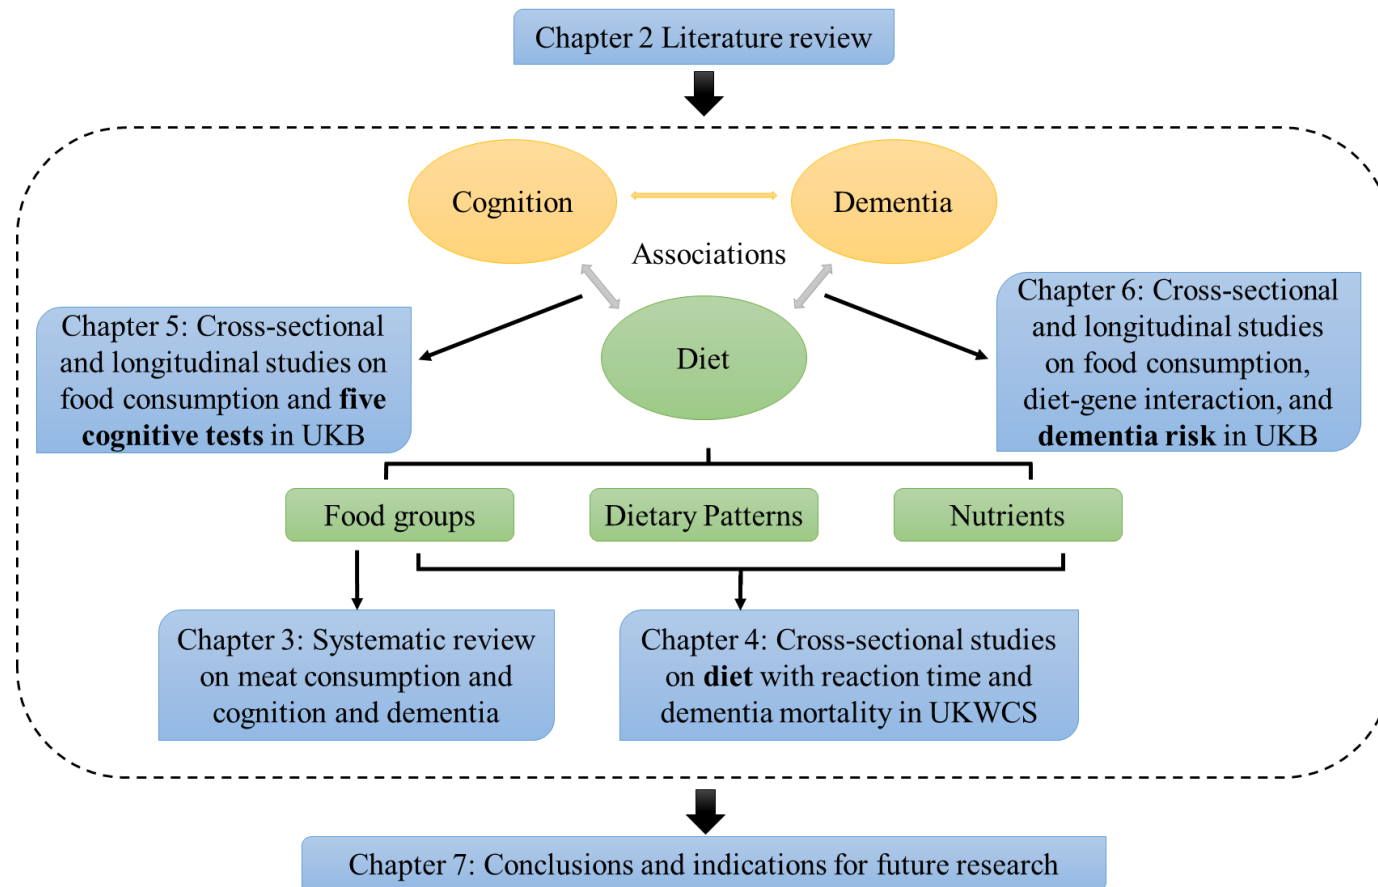 Chapter 2 Literature review
Cognition
Dementia
Associations
Diet
Chapter 5: Cross-sectional
and longitudinal studies on
food consumption and five
cognitive tests in UKB
Chapter 6: Cross-sectional
and longitudinal studies
on food consumption,
diet-gene interaction, and
dementia risk in UKB
Food groups
Dietary Patterns
Nutrients
Chapter 3: Systematic review
on meat consumption and
cognition and dementia
Chapter 4: Cross-sectional studies
on diet with reaction time and
dementia mortality in UKWCS
Chapter 7: Conclusions and indications for future research